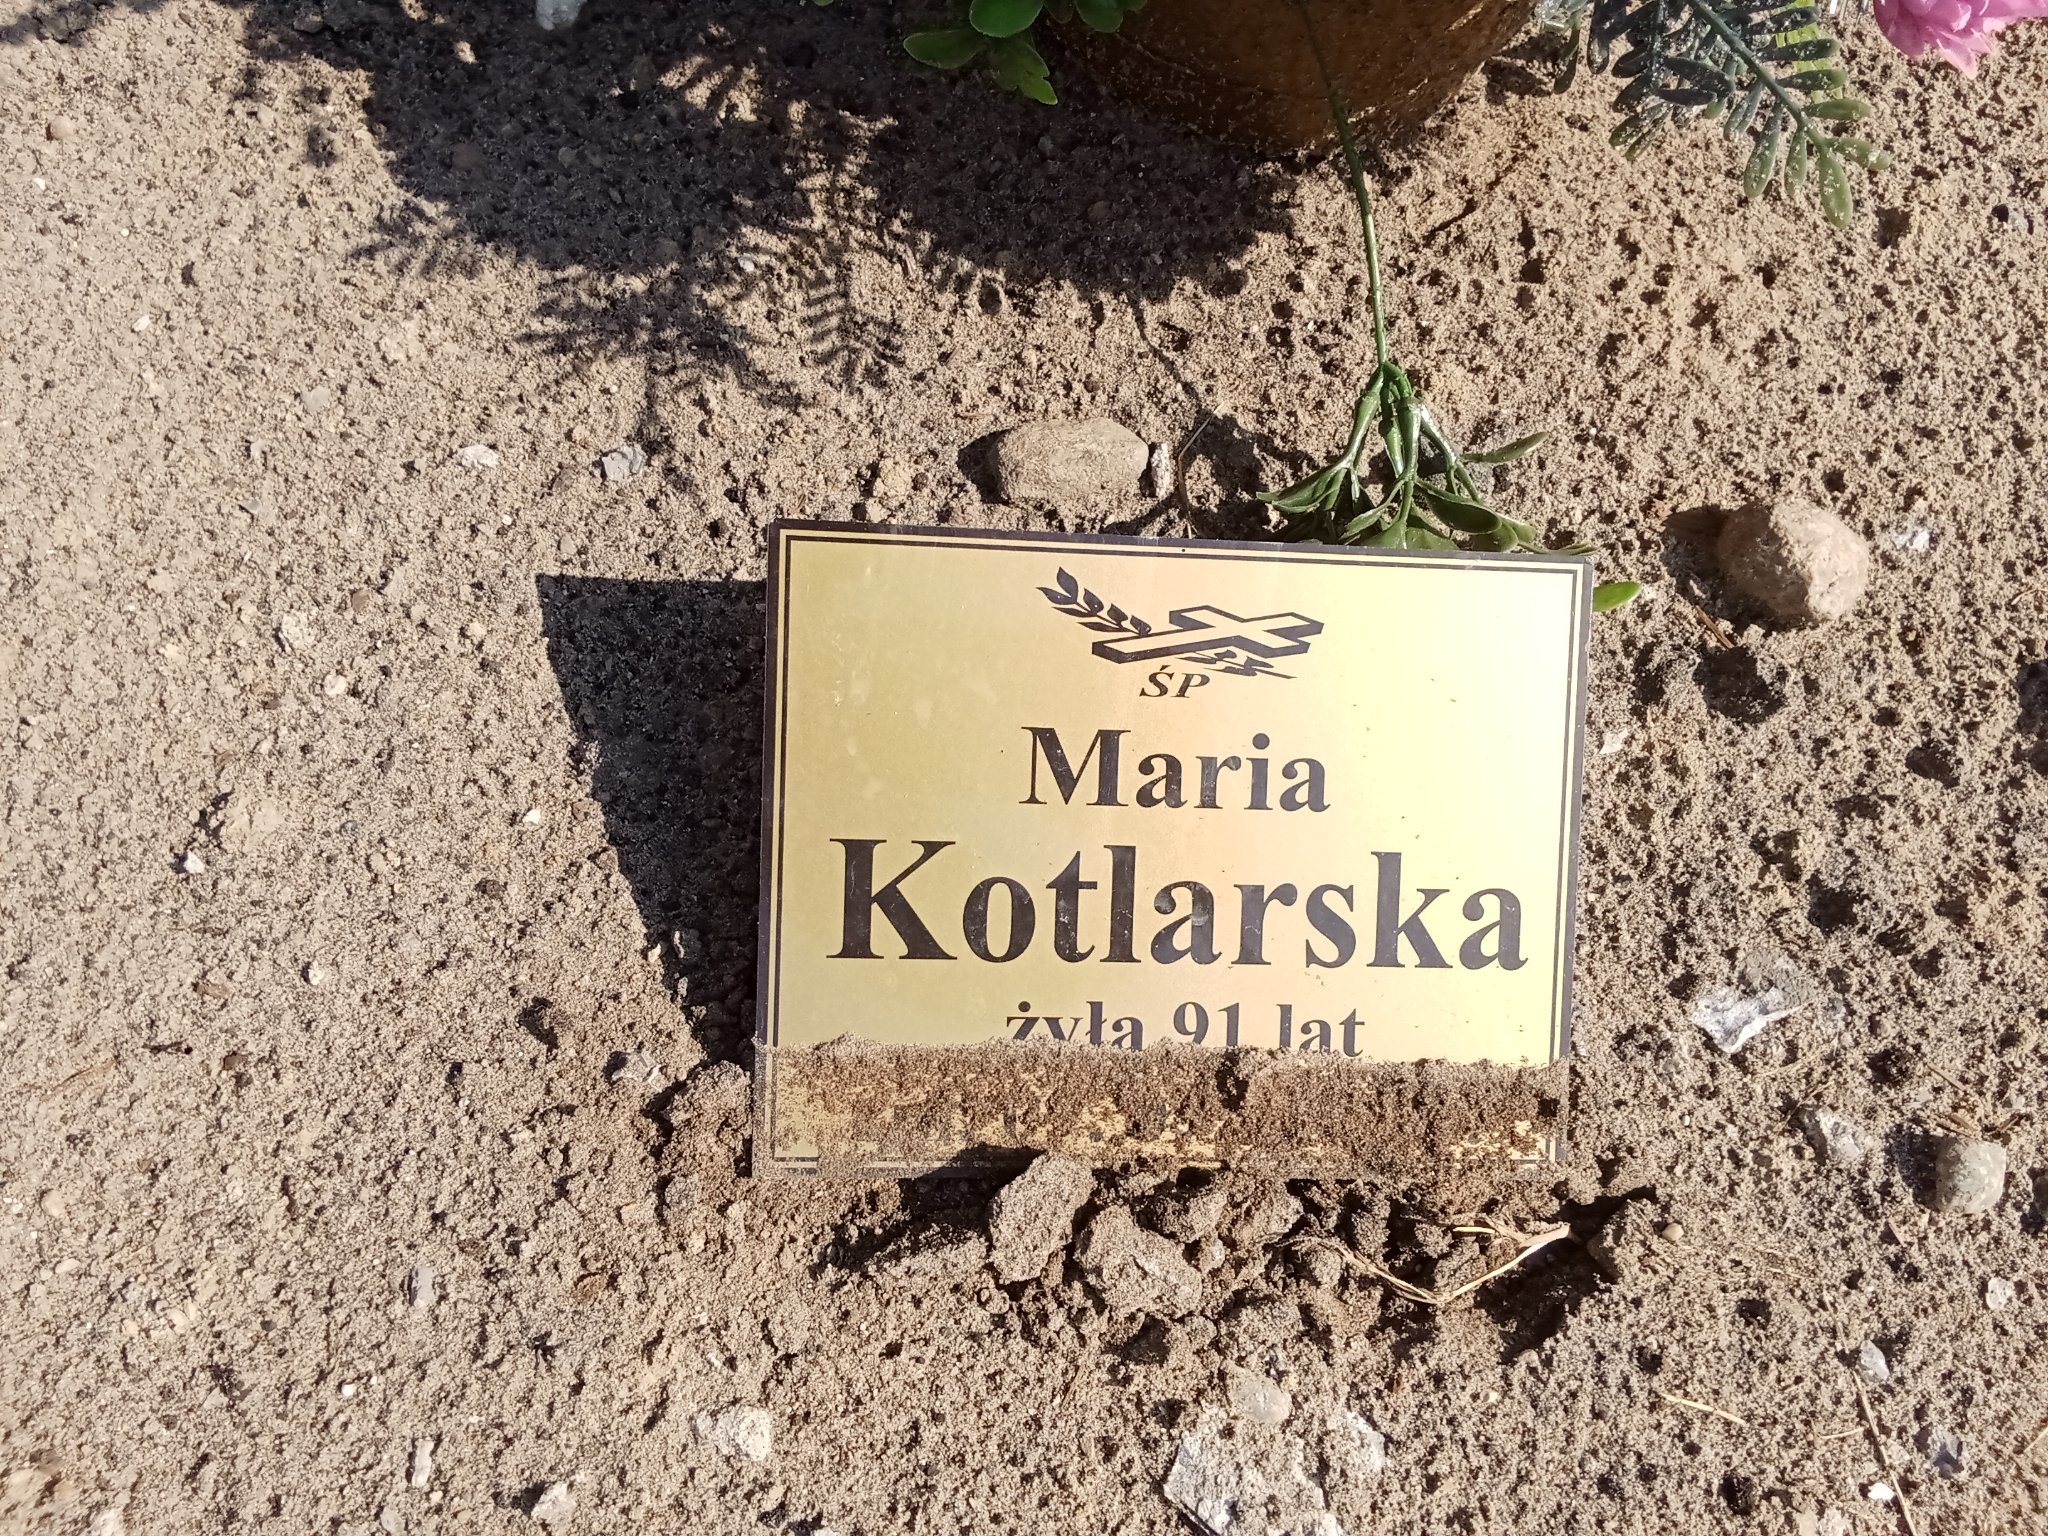 ŚP
Maria
Kotlarska
żyła 91 lat